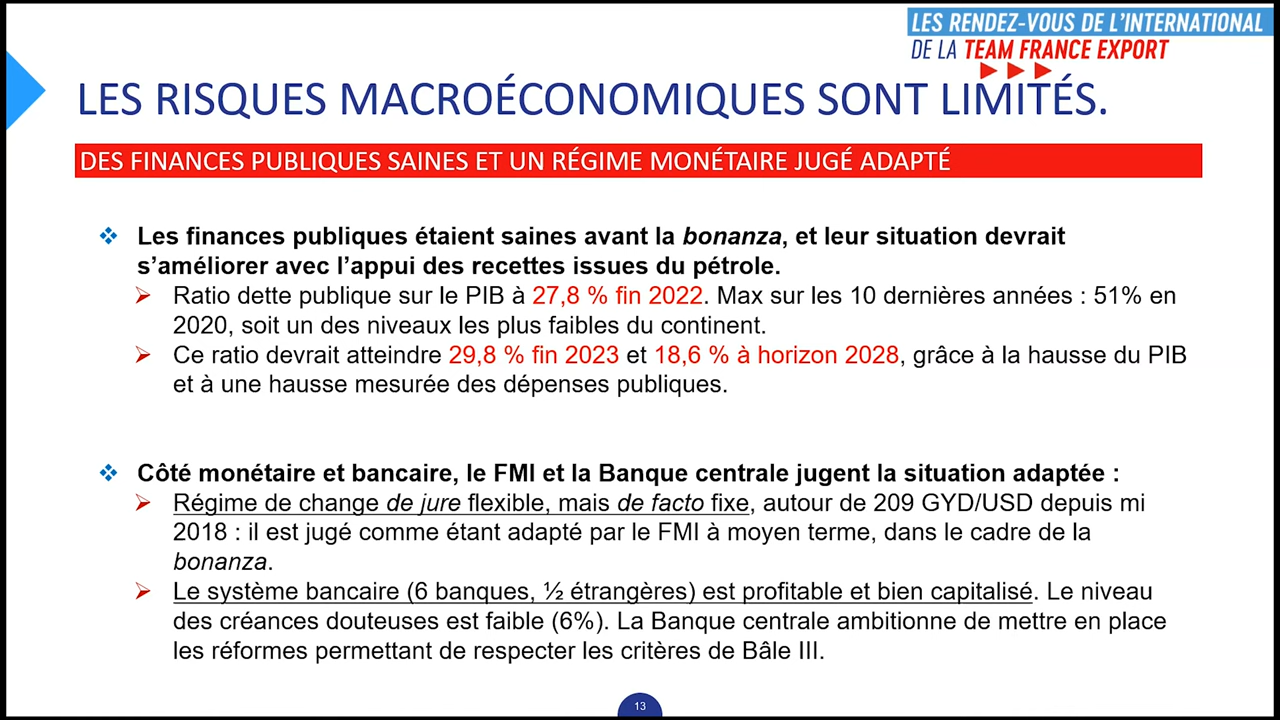 LES RENDEZ-VOUS DE L'INTERNATIONAL
DE LA TEAM FRANCE EXPORT
LES RISQUES MACROÉCONOMIQUES SONT LIMITÉS.
DES FINANCES PUBLIQUES SAINES ET UN RÉGIME MONÉTAIRE JUGÉ ADAPTÉ
Les finances publiques étaient saines avant la bonanza, et leur situation devrait
s’améliorer avec l’appui des recettes issues du pétrole.
Ratio dette publique sur le PIB à 27,8 % fin 2022. Max sur les 10 dernières années : 51% en
2020, soit un des niveaux les plus faibles du continent.
Ce ratio devrait atteindre 29,8 % fin 2023 et 18,6 % à horizon 2028, grâce à la hausse du PIB
et à une hausse mesurée des dépenses publiques.
Côté monétaire et bancaire, le FMI et la Banque centrale jugent la situation adaptée :
Régime de change de jure flexible, mais de facto fixe, autour de 209 GYD/USD depuis mi
2018 : il est jugé comme étant adapté par le FMI à moyen terme, dans le cadre de la
bonanza.
Le système bancaire (6 banques, ½ étrangères) est profitable et bien capitalisé. Le niveau
des créances douteuses est faible (6%). La Banque centrale ambitionne de mettre en place
les réformes permettant de respecter les critères de Bâle III.
13